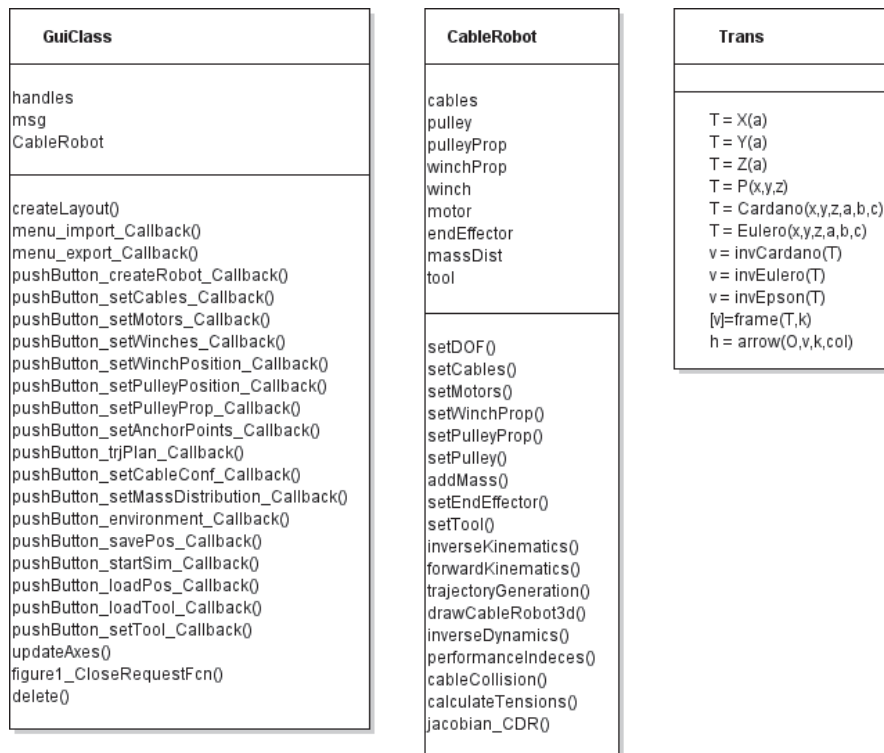 GuiClass
handles
msg
CableRobot
createLayout()
menu_import_Callback()
menu_export_Callback()
pushButton_createRobot_Callback()
pushButton_setCables_Callback()
pushButton_setMotors_Callback()
pushButton_setWinches_Callback()
pushButton_setWinchPosition_Callback()
pushButton_setPulleyPosition_Callback()
pushButton_setPulleyProp_Callback()
pushButton_setAnchorPoints_Callback()
pushButton_trjPlan_Callback()
pushButton_setCableConf_Callback()
pushButton_setMassDistribution_Callback()
pushButton_environment_Callback()
pushButton_savePos_Callback()
pushButton_startSim_Callback()
pushButton_loadPos_Callback()
pushButton_loadTool_Callback()
pushButton_setTool_Callback()
updateAxes()
figure1_CloseRequestFcn()
delete()
CableRobot
cables
pulley
pulleyProp
winchProp
winch
motor
endEffector
massDist
tool
setDOF()
setCables()
setMotors()
setWinchProp()
setPulleyProp()
setPulley()
addMass()
setEndEffector()
setTool()
inverseKinematics()
forwardKinematics()
trajectoryGeneration()
drawCableRobot3d()
inverseDynamics()
performanceIndeces()
cableCollision()
calculateTensions()
jacobian_CDR()
Trans
T = X(a)
T = Y(a)
T = Z(a)
T = P(x,y,z)
T = Cardano(x,y,z,a,b,c)
T = Eulero(x,y,z,a,b,c)
v = invCardano(T)
v = invEulero(T)
v = invEpson(T)
[v]=frame(T,k)
h = arrow(O,v,k,col)